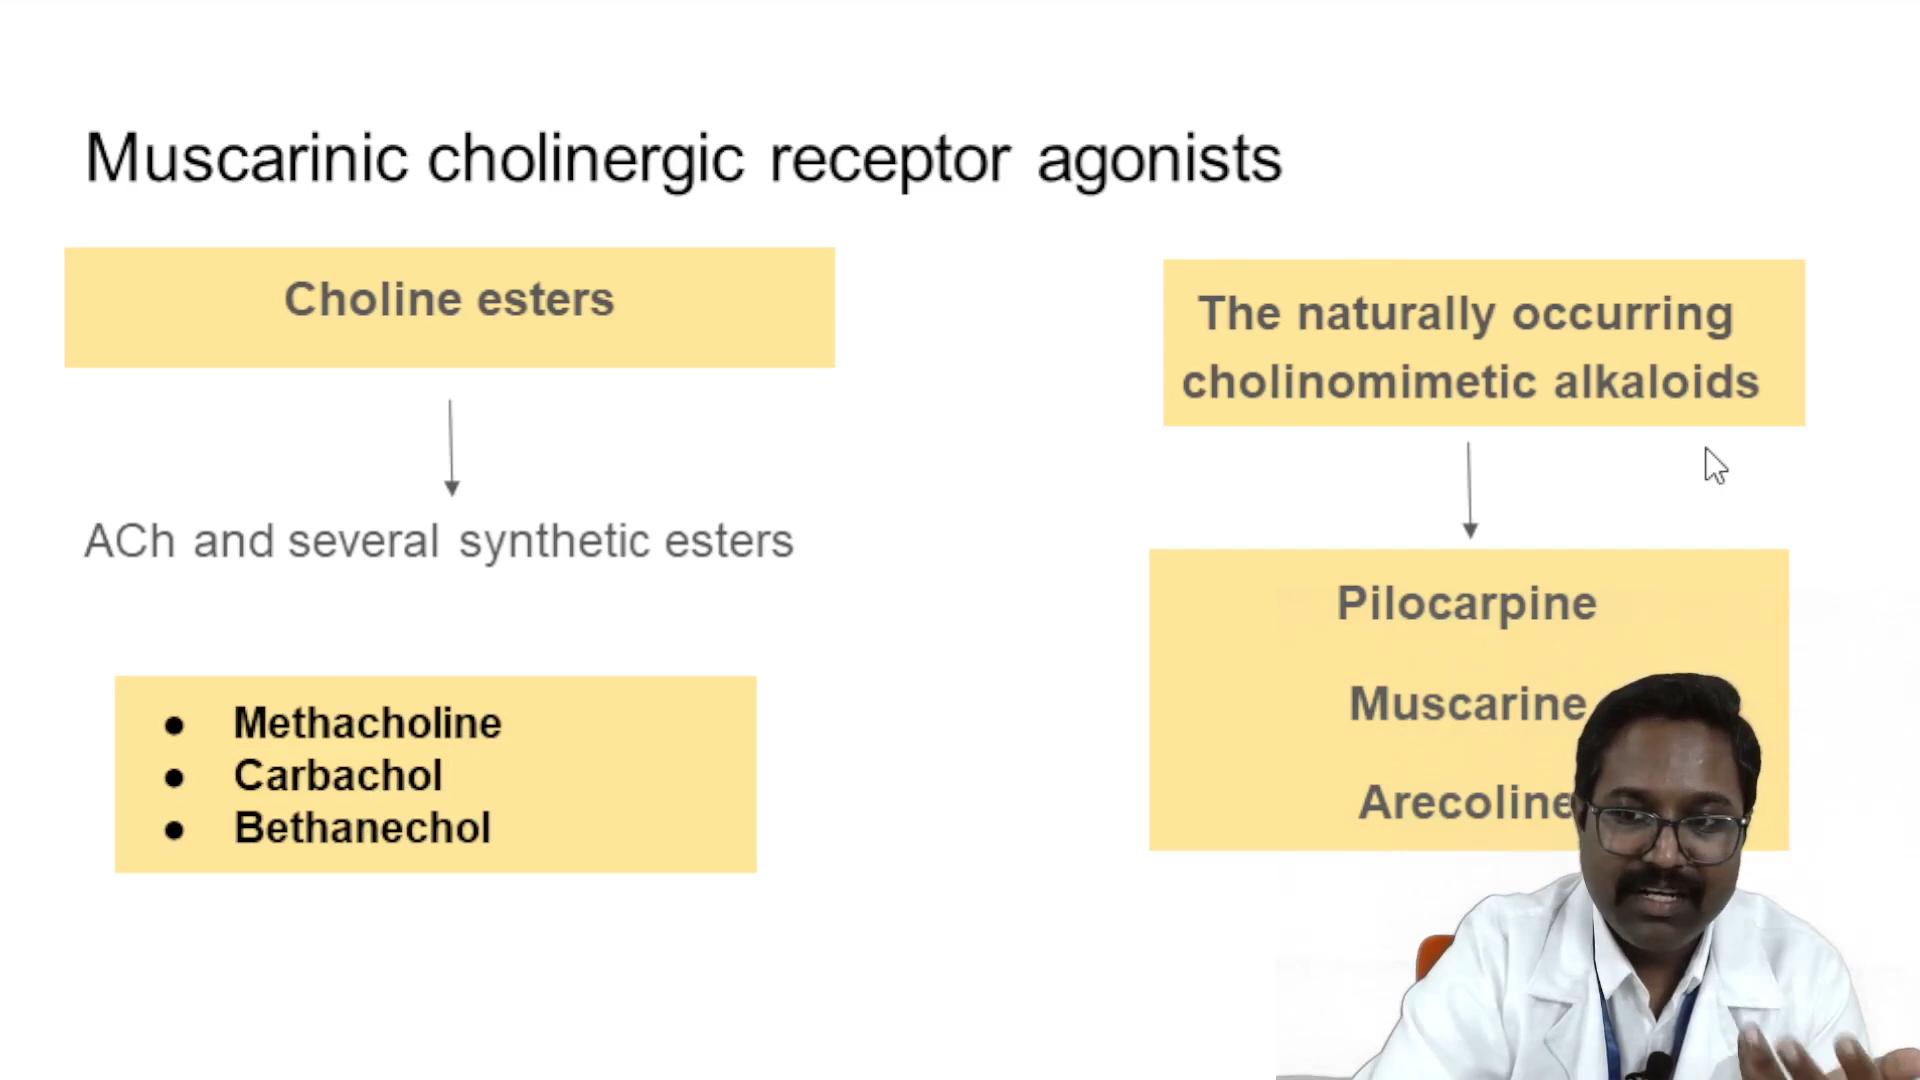 Muscarinic cholinergic receptor agonists
Choline esters
ACh and several synthetic esters
● Methacholine
● Carbachol
● Bethanechol
The naturally occurring
cholinomimetic alkaloids
Pilocarpine
Muscarine
Arecoline